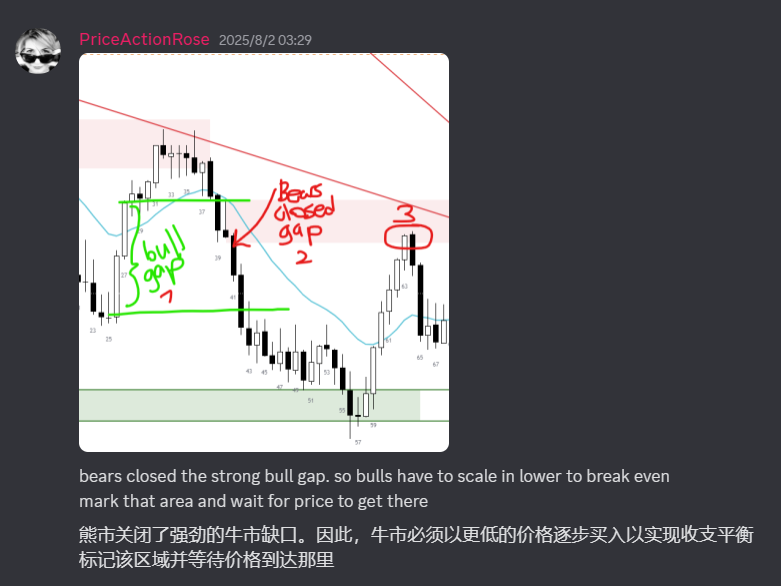 PriceActionRose 2025/8/2 03:29
Bears
closed
gap
2
3
bull
gap
1
33
35
37
39
27
41
23
25
43
45
47
51
53
55
57
59
61
63
65
67
bears closed the strong bull gap. so bulls have to scale in lower to break even
mark that area and wait for price to get there
熊市关闭了强劲的牛市缺口。因此，牛市必须以更低的价格逐步买入以实现收支平衡
标记该区域并等待价格到达那里